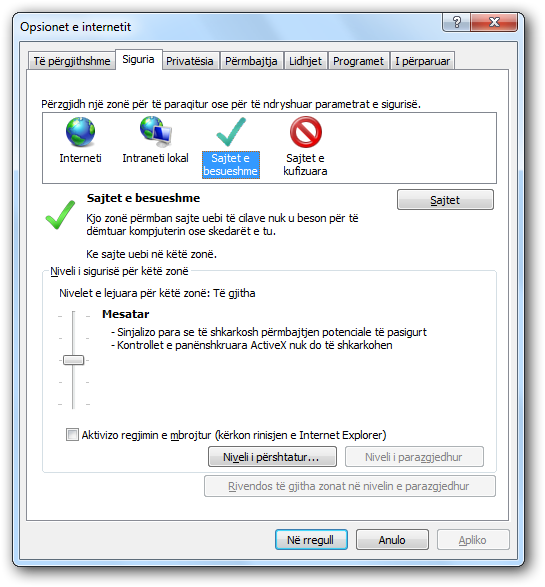 Opsionet e internetit
Të përgjithshme Siguria Privatësia Përmbajtja Lidhjet Programet I përparuar
Përzgjidh një zonë për të paraqitur ose për të ndryshuar parametrat e sigurisë.
Interneti Intraneti lokal Sajtet e besueshme Sajtet e kufizuara
Sajtet e besueshme
Sajtet
Kjo zonë përmban sajte uebi të cilave nuk u beson për të
dëmtuar kompjuterin ose skedarët e tu.
Ke sajte uebi në këtë zonë.
Niveli i sigurisë për këtë zonë
Nivelet e lejuara për këtë zonë: Të gjitha
Mesatar
- Sinjalizo para se të shkarkosh përmbajtjen potenciale të pasigurt
- Kontrollet e panënshkruara ActiveX nuk do të shkarkohen
Aktivizo regjimin e mbrojtur (kërkon rinisjen e Internet Explorer)
Niveli i përshtatur... Niveli i parazgjedhur
Rivendos të gjitha zonat në nivelin e parazgjedhur
Në rregull Anulo Apliko